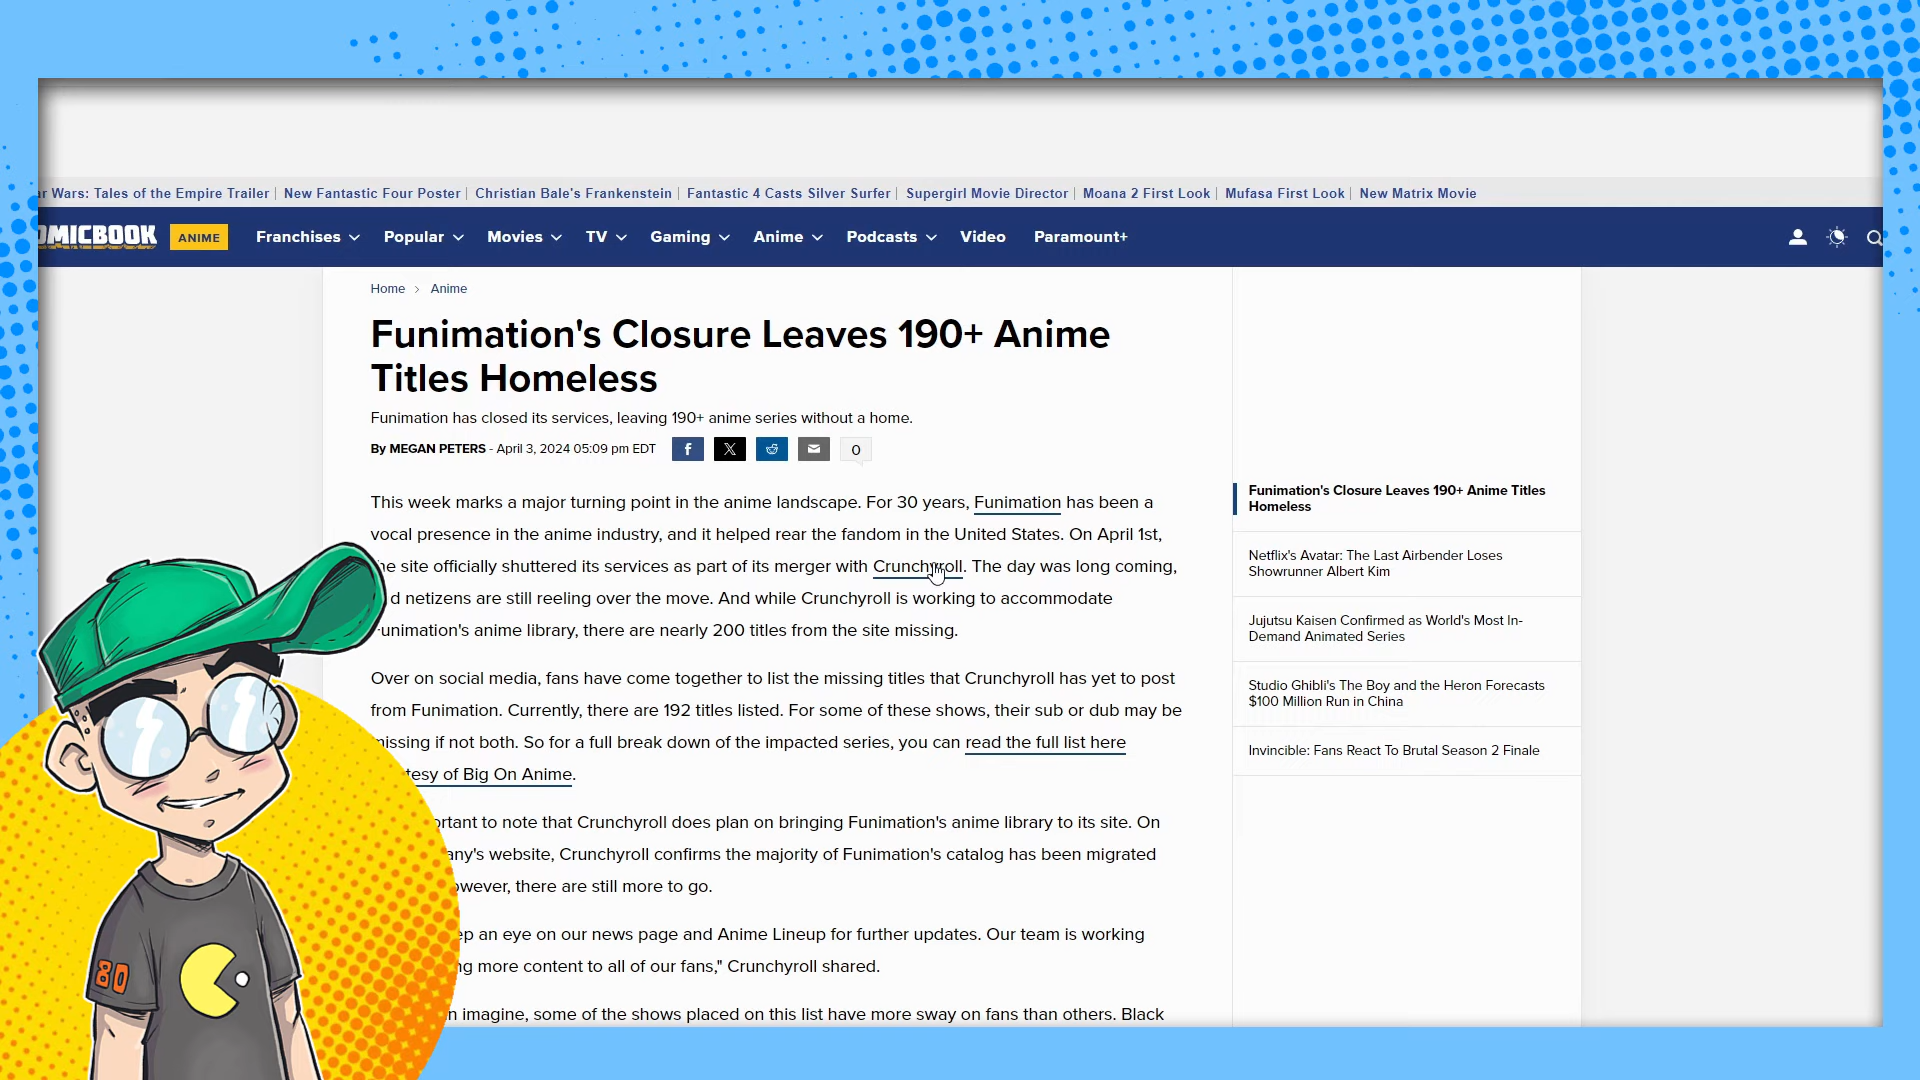 Wars: Tales of the Empire Trailer | New Fantastic Four Poster | Christian Bale's Frankenstein | Fantastic 4 Casts Silver Surfer | Supergirl Movie Director | Moana 2 First Look | Mufasa First Look | New Matrix Movie
OMICBOOK ANIME Franchises Popular Movies TV Gaming Anime Podcasts Video Paramount+
Home > Anime
Funimation's Closure Leaves 190+ Anime
Titles Homeless
Funimation has closed its services, leaving 190+ anime series without a home.
By MEGAN PETERS - April 3, 2024 05:09 pm EDT f X 0
This week marks a major turning point in the anime landscape. For 30 years, Funimation has been a
vocal presence in the anime industry, and it helped rear the fandom in the United States. On April 1st,
he site officially shuttered its services as part of its merger with Crunchyroll. The day was long coming,
d netizens are still reeling over the move. And while Crunchyroll is working to accommodate
unimation's anime library, there are nearly 200 titles from the site missing.
Over on social media, fans have come together to list the missing titles that Crunchyroll has yet to post
from Funimation. Currently, there are 192 titles listed. For some of these shows, their sub or dub may be
missing if not both. So for a full break down of the impacted series, you can read the full list here
tesy of Big On Anime.
ortant to note that Crunchyroll does plan on bringing Funimation's anime library to its site. On
any's website, Crunchyroll confirms the majority of Funimation's catalog has been migrated
owever, there are still more to go.
ep an eye on our news page and Anime Lineup for further updates. Our team is working
ng more content to all of our fans," Crunchyroll shared.
n imagine, some of the shows placed on this list have more sway on fans than others. Black
Funimation's Closure Leaves 190+ Anime Titles
Homeless
Netflix's Avatar: The Last Airbender Loses
Showrunner Albert Kim
Jujutsu Kaisen Confirmed as World's Most In-
Demand Animated Series
Studio Ghibli's The Boy and the Heron Forecasts
$100 Million Run in China
Invincible: Fans React To Brutal Season 2 Finale
80